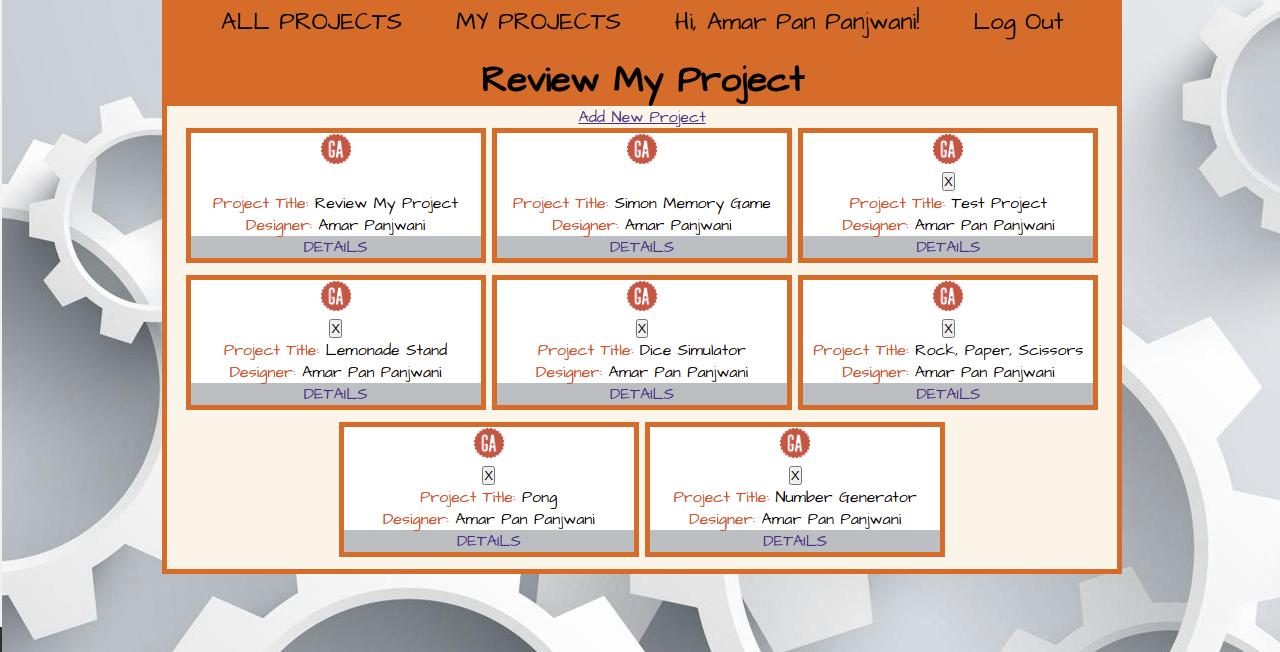 ALL PROJECTS MY PROJECTS Hi, Amar Pan Panjwani! Log Out
Review My Project
Add New Project
GA
Project Title: Review My Project
Designer: Amar Panjwani
DETAILS
GA
Project Title: Simon Memory Game
Designer: Amar Panjwani
DETAILS
GA
X
Project Title: Test Project
Designer: Amar Pan Panjwani
DETAILS
GA
X
Project Title: Lemonade Stand
Designer: Amar Pan Panjwani
DETAILS
GA
X
Project Title: Dice Simulator
Designer: Amar Pan Panjwani
DETAILS
GA
X
Project Title: Rock, Paper, Scissors
Designer: Amar Pan Panjwani
DETAILS
GA
X
Project Title: Pong
Designer: Amar Pan Panjwani
DETAILS
GA
X
Project Title: Number Generator
Designer: Amar Pan Panjwani
DETAILS